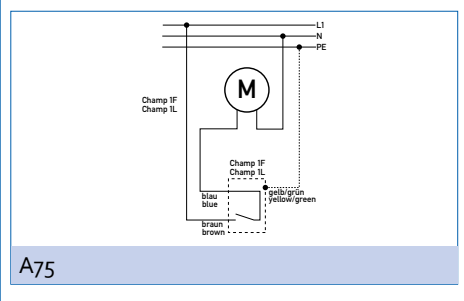 L1
N
PE
M
Champ 1F
Champ 1L
Champ 1F
Champ 1L
blau
blue
gelb/grün
yellow/green
braun
brown
A75